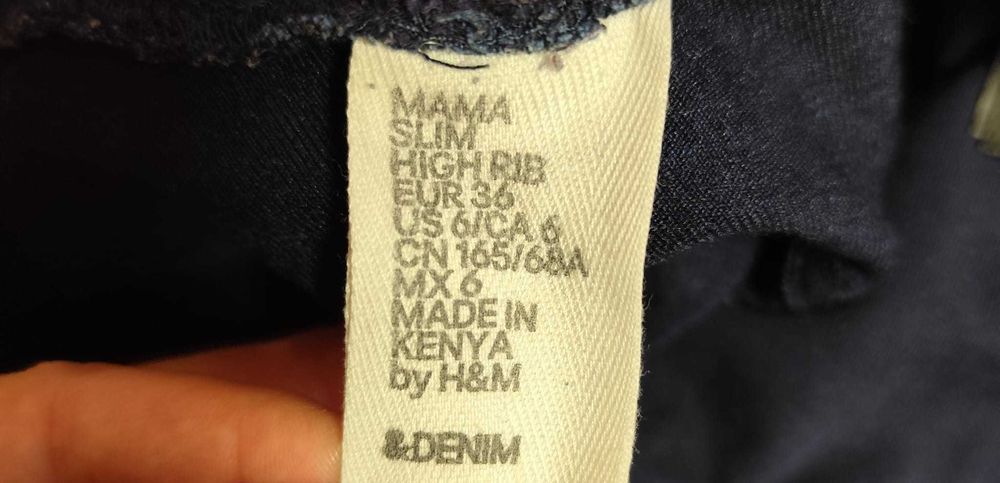 MAMA
SLIM
HIGH RIB
EUR 36
US 6/CA 6
CN 165/68A
MX 6
MADE IN
KENYA
by H&M
&DENIM